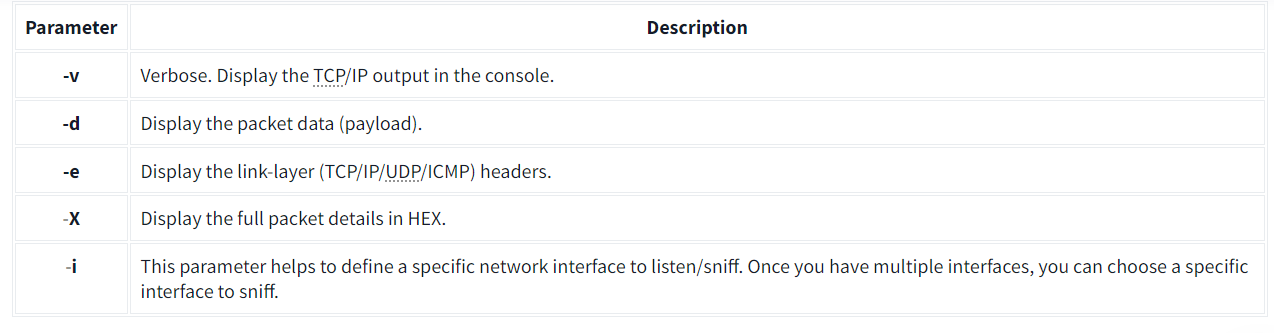 Parameter Description
-v Verbose. Display the TCP/IP output in the console.
-d Display the packet data (payload).
-e Display the link-layer (TCP/IP/UDP/ICMP) headers.
-X Display the full packet details in HEX.
-i This parameter helps to define a specific network interface to listen/sniff. Once you have multiple interfaces, you can choose a specific
interface to sniff.